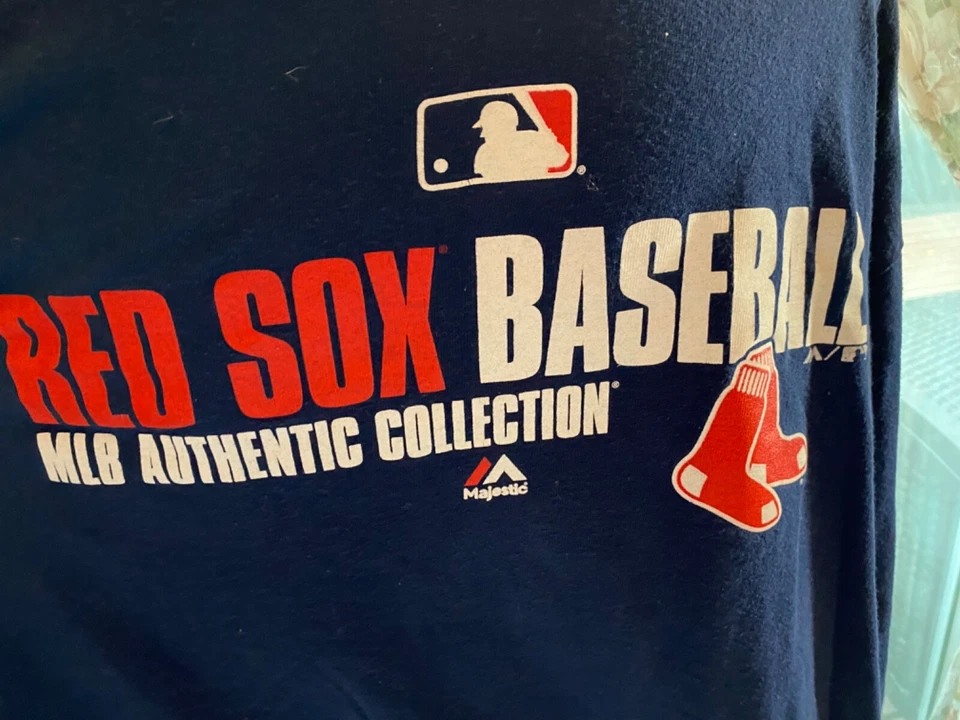 RED SOX® BASEBALL
MLB AUTHENTIC COLLECTION®
Majestic